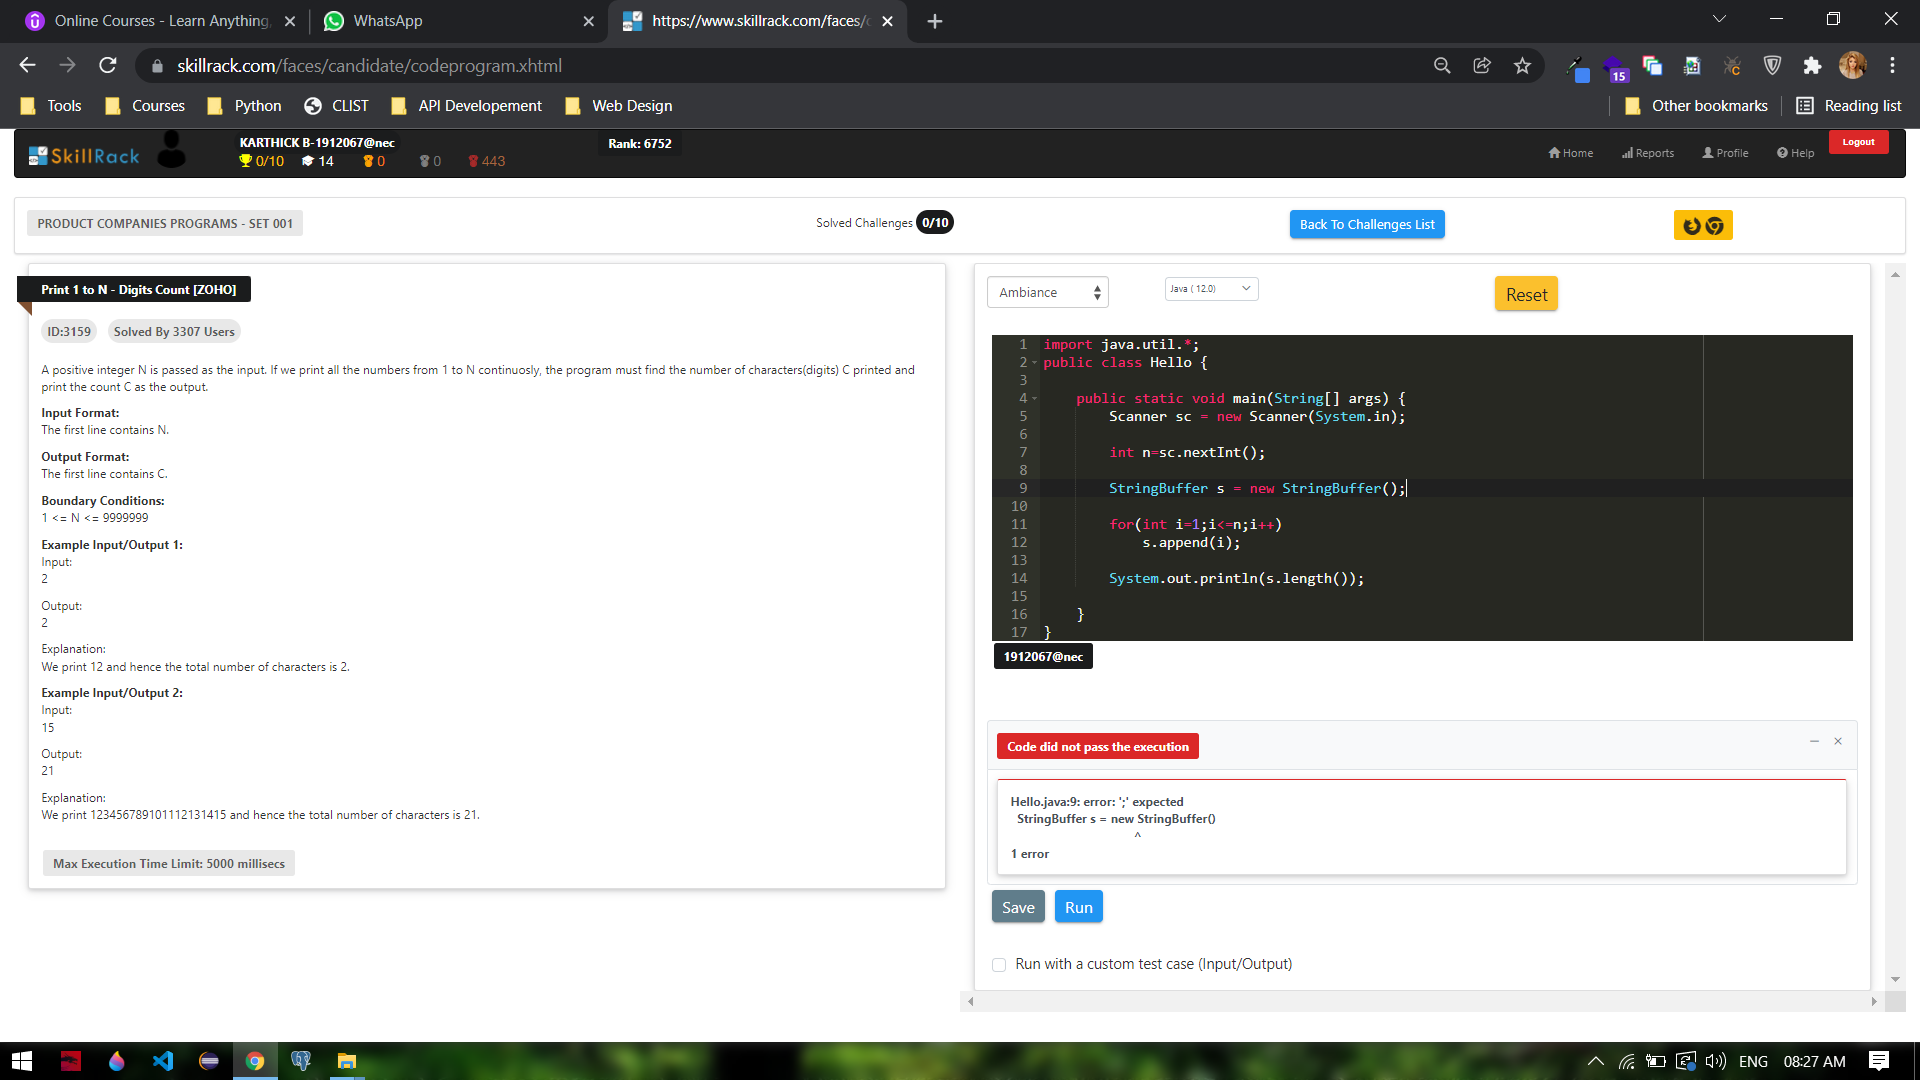 Online Courses - Learn Anything,
WhatsApp
https://www.skillrack.com/faces/c
skillrack.com/faces/candidate/codeprogram.xhtml
15
Tools
Courses
Python
CLIST
API Developement
Web Design
Other bookmarks
Reading list
SkillRack
KARTHICK B-1912067@nec
0/10
14
0
0
443
Rank: 6752
Home
Reports
Profile
Help
Logout
PRODUCT COMPANIES PROGRAMS - SET 001
Solved Challenges 0/10
Back To Challenges List
Print 1 to N - Digits Count [ZOHO]
ID:3159
Solved By 3307 Users
A positive integer N is passed as the input. If we print all the numbers from 1 to N continuosly, the program must find the number of characters(digits) C printed and
print the count C as the output.
Input Format:
The first line contains N.
Output Format:
The first line contains C.
Boundary Conditions:
1 <= N <= 9999999
Example Input/Output 1:
Input:
2
Output:
2
Explanation:
We print 12 and hence the total number of characters is 2.
Example Input/Output 2:
Input:
15
Output:
21
Explanation:
We print 123456789101112131415 and hence the total number of characters is 21.
Max Execution Time Limit: 5000 millisecs
Ambiance
Java ( 12.0)
Reset
1 import java.util.*;
2 public class Hello {
3
4 public static void main(String[] args) {
5 Scanner sc = new Scanner(System.in);
6
7 int n=sc.nextInt();
8
9 StringBuffer s = new StringBuffer();
10
11 for(int i=1;i<=n;i++)
12 s.append(i);
13
14 System.out.println(s.length());
15
16 }
17 }
1912067@nec
Code did not pass the execution
Hello.java:9: error: ';' expected
StringBuffer s = new StringBuffer()
^
1 error
Save
Run
Run with a custom test case (Input/Output)
ENG
08:27 AM